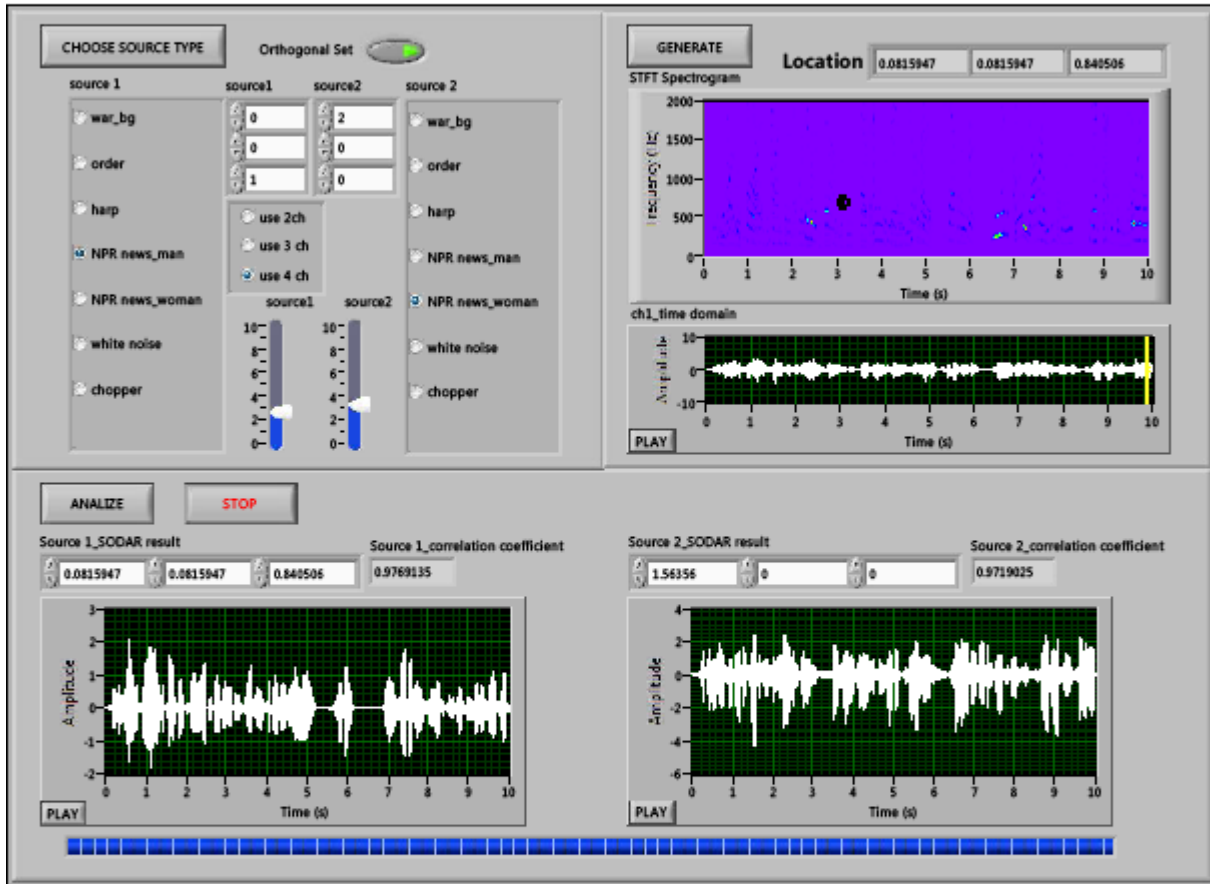 CHOOSE SOURCE TYPE
Orthogonal Set
source 1
source1
source2
source 2
war_bg
order
harp
NPR news_man
NPR news_woman
white noise
chopper
0
0
1
2
0
0
use 2ch
use 3 ch
use 4 ch
source1
source2
10
8
6
4
2
0
10
8
6
4
2
0
war_bg
order
harp
NPR news_man
NPR news_woman
white noise
chopper
GENERATE
Location 0.0815947 0.0815947 0.840506
STFT Spectrogram
Frequency (Hz)
2000
1500
1000
500
0
0 1 2 3 4 5 6 7 8 9 10
Time (s)
ch1_time domain
Amplitude
10
0
-10
0 1 2 3 4 5 6 7 8 9 10
Time (s)
PLAY
ANALIZE
STOP
Source 1_SODAR result
Source 1_correlation coefficient
0.0815947 0.0815947 0.840506
0.9769135
Amplitude
3
2
1
0
-1
-2
0 1 2 3 4 5 6 7 8 9 10
Time (s)
PLAY
Source 2_SODAR result
Source 2_correlation coefficient
1.56356 0 0
0.9719025
Amplitude
4
2
0
-2
-4
-6
0 1 2 3 4 5 6 7 8 9 10
Time (s)
PLAY